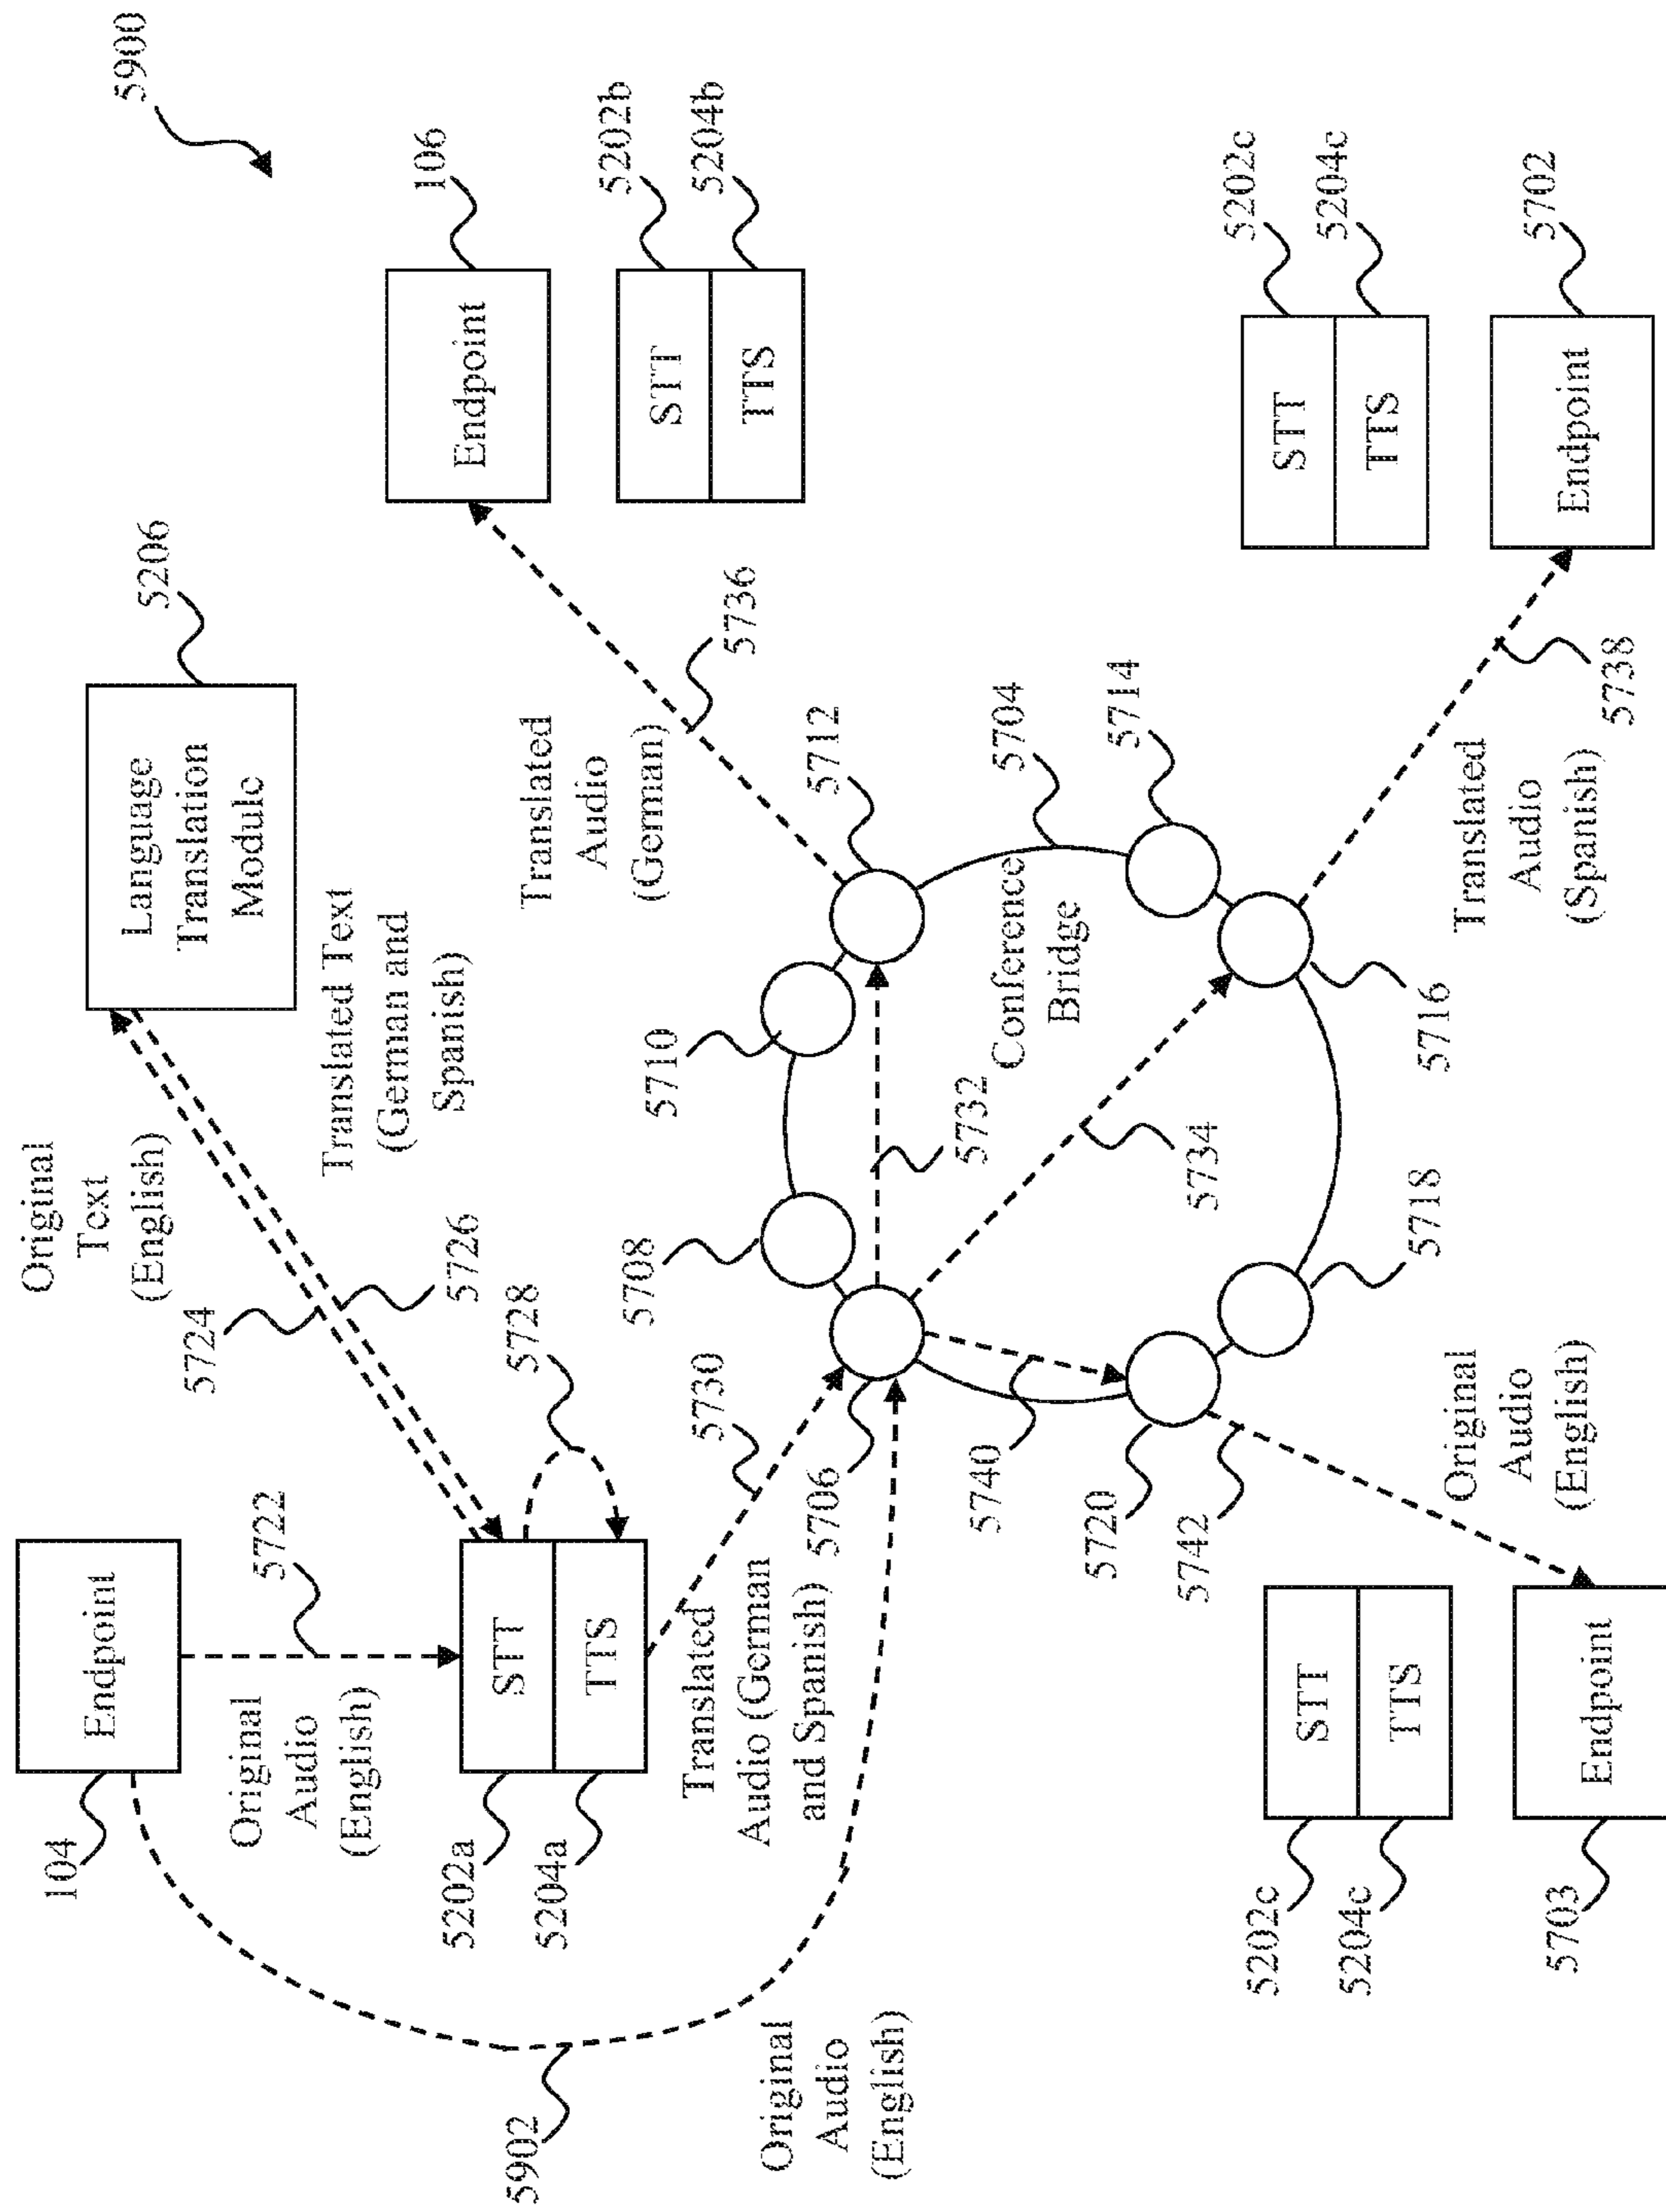 5900
Endpoint
104
5722
Original
Audio
(English)
STT
TTS
5202a
5204a
5902
Original
Audio
(English)
Original
Text
(English)
5724
5726
5728
Language
Translation
Module
5206
Translated Text
(German and
Spanish)
Translated
Audio (German
and Spanish)
5730
5706
5708
5710
5712
5732
5734
Conference
Bridge
5704
5714
5716
5718
5720
5740
5742
Translated
Audio
(German)
5736
Endpoint
106
STT
TTS
5202b
5204b
Original
Audio
(English)
STT
TTS
5202c
5204c
Endpoint
5703
Translated
Audio
(Spanish)
5738
STT
TTS
5202c
5204c
Endpoint
5702